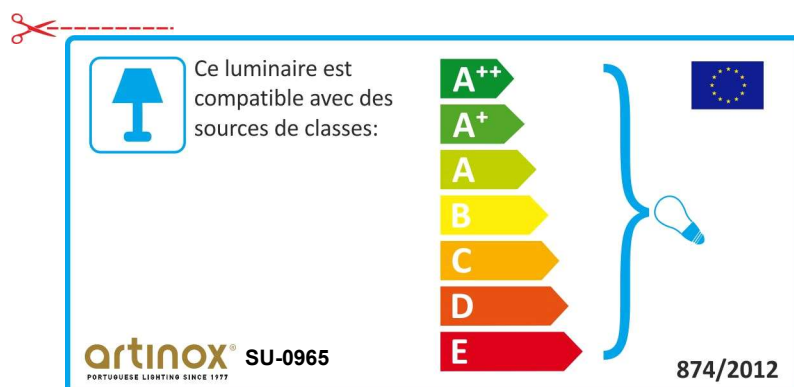 Ce luminaire est
compatible avec des
sources de classes:
A++
A+
A
B
C
D
E
artinox® SU-0965
PORTUGUESE LIGHTING SINCE 1977
874/2012